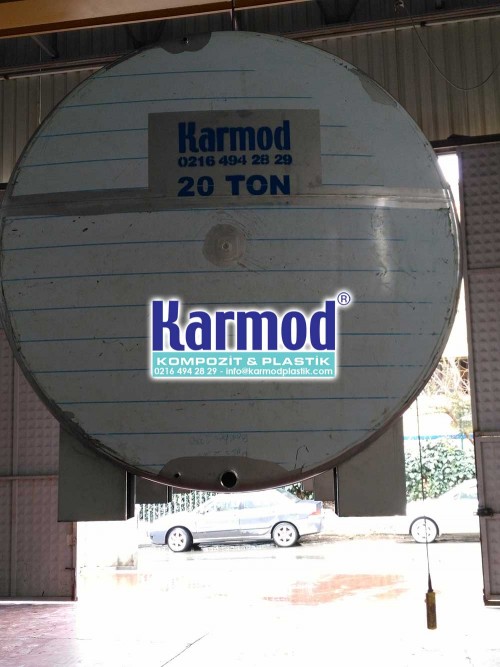 Karmod
0216 494 28 29
20 TON
Karmod®
KOMPOZİT & PLASTİK
0216 494 28 29 - info@karmodplastik.com